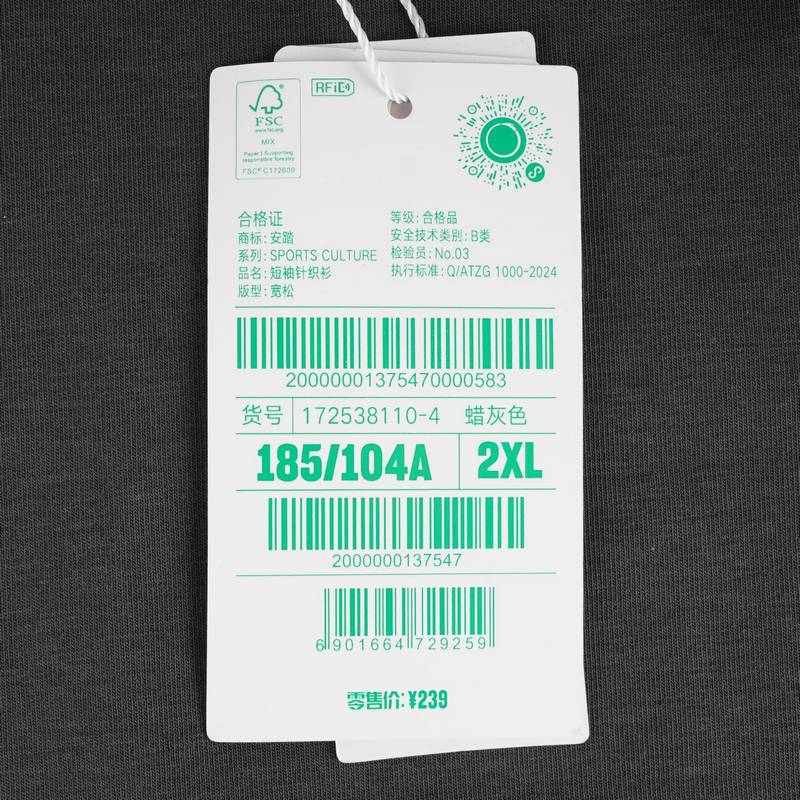 RFiD
FSC
www.fsc.org
MIX
Paper | Supporting
responsible forestry
FSC® C172600
合格证
商标:安踏
系列:SPORTS CULTURE
品名:短袖针织衫
版型:宽松
等级:合格品
安全技术类别:B类
检验员:No.03
执行标准:Q/ATZG 1000-2024
20000001375470000583
货号 172538110-4 蜡灰色
185/104A 2XL
2000000137547
6901664729259
零售价:¥239